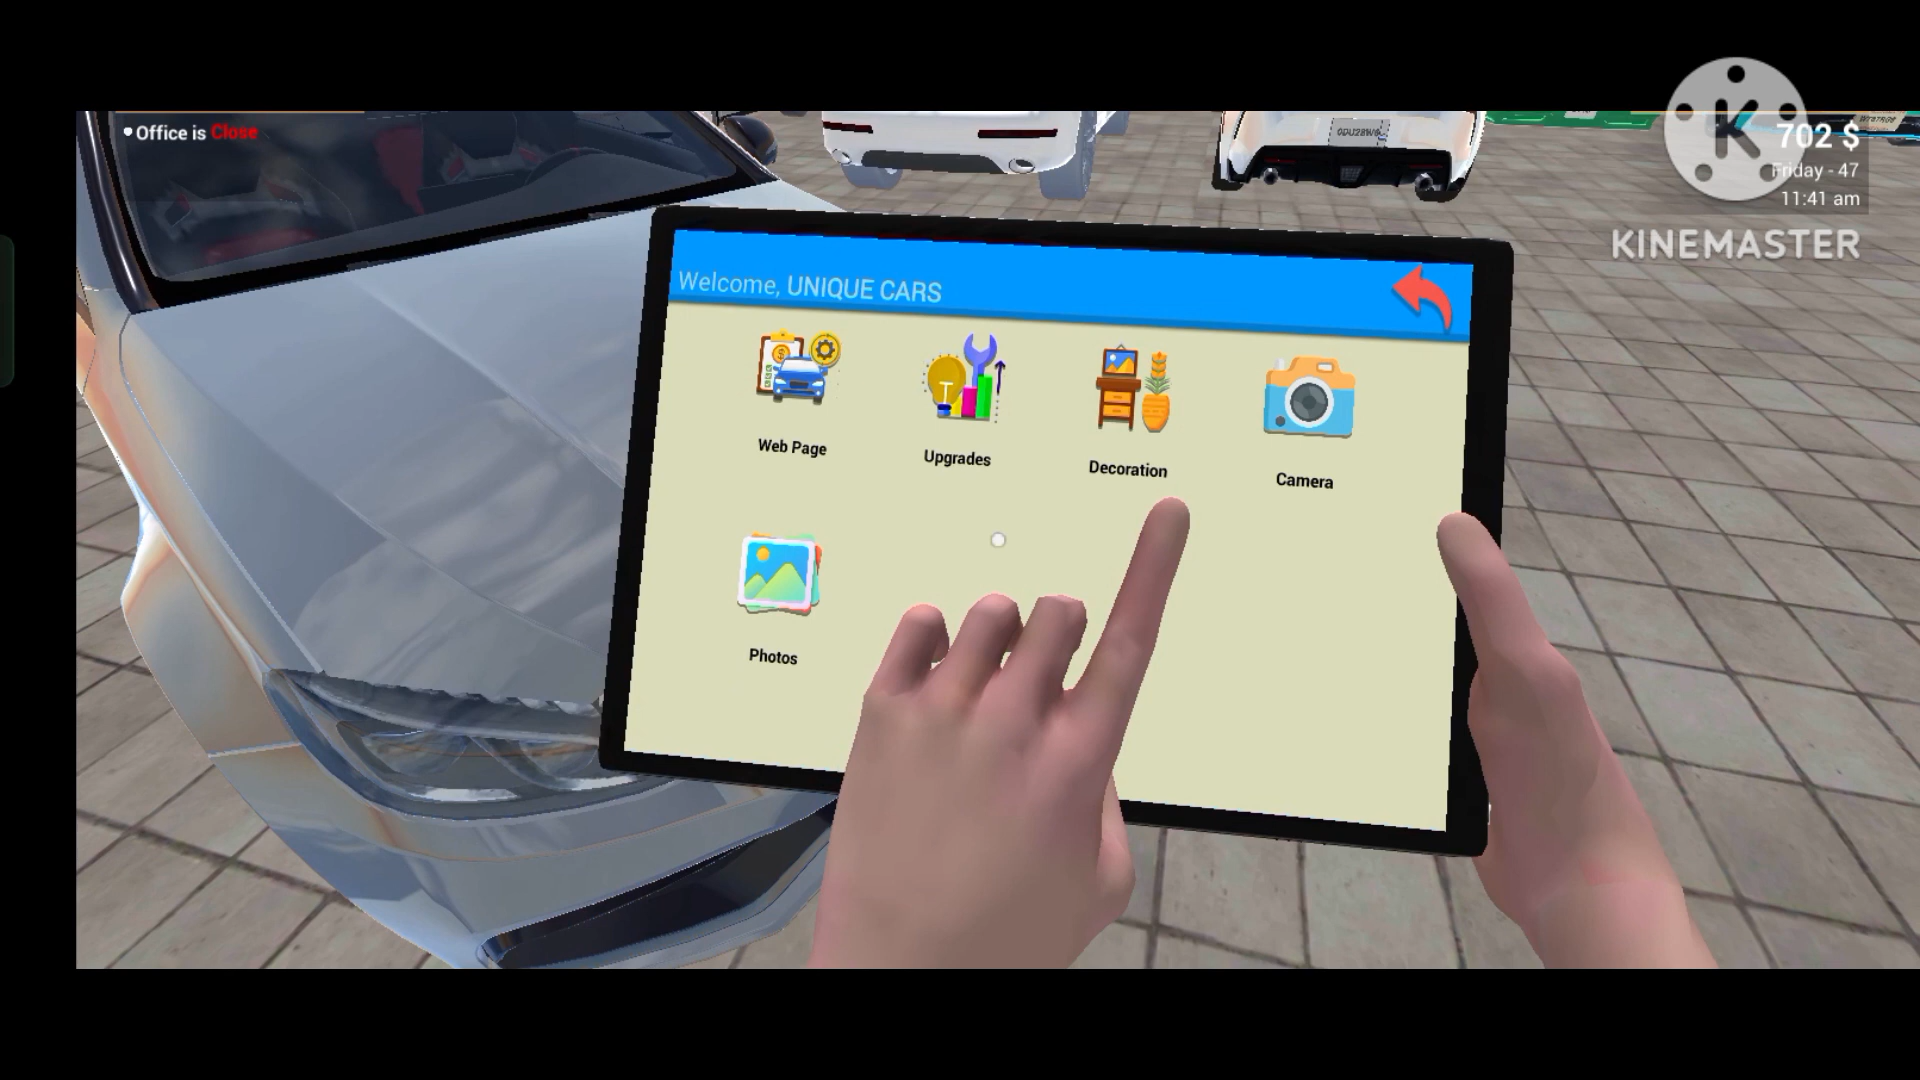 Office is Close
702 $
Friday - 47
11:41 am
KINEMASTER
Welcome, UNIQUE CARS
Web Page
Upgrades
Decoration
Camera
Photos